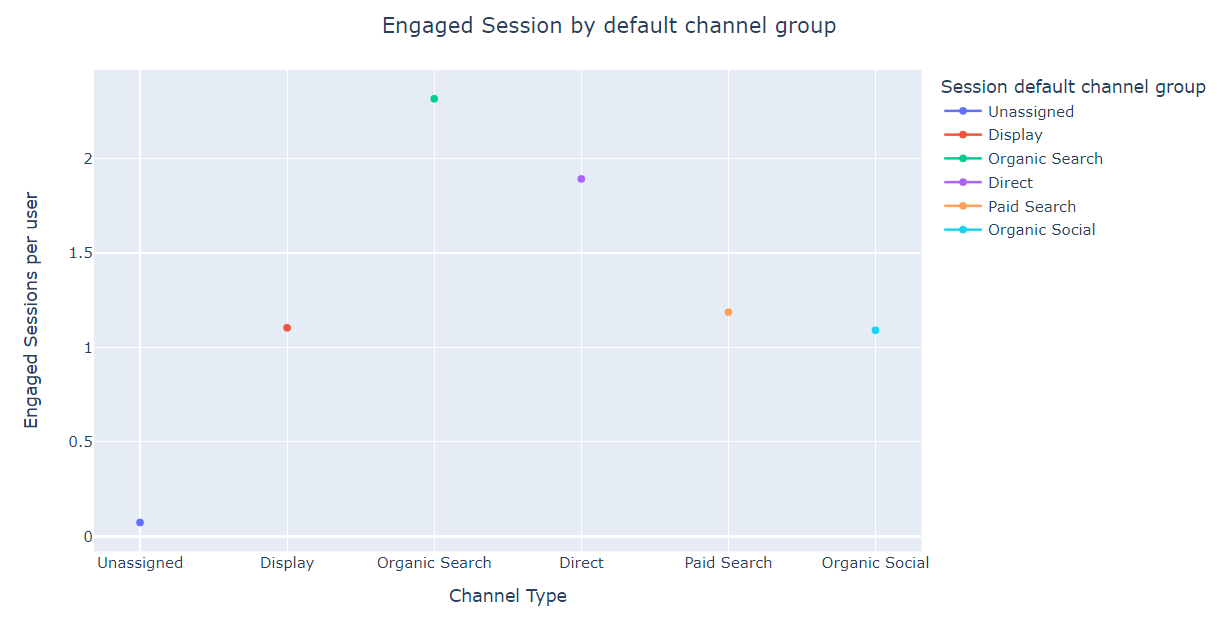 Engaged Session by default channel group
Session default channel group
Unassigned
Display
Organic Search
Direct
Paid Search
Organic Social
Engaged Sessions per user
2
1.5
1
0.5
0
Unassigned Display Organic Search Direct Paid Search Organic Social
Channel Type